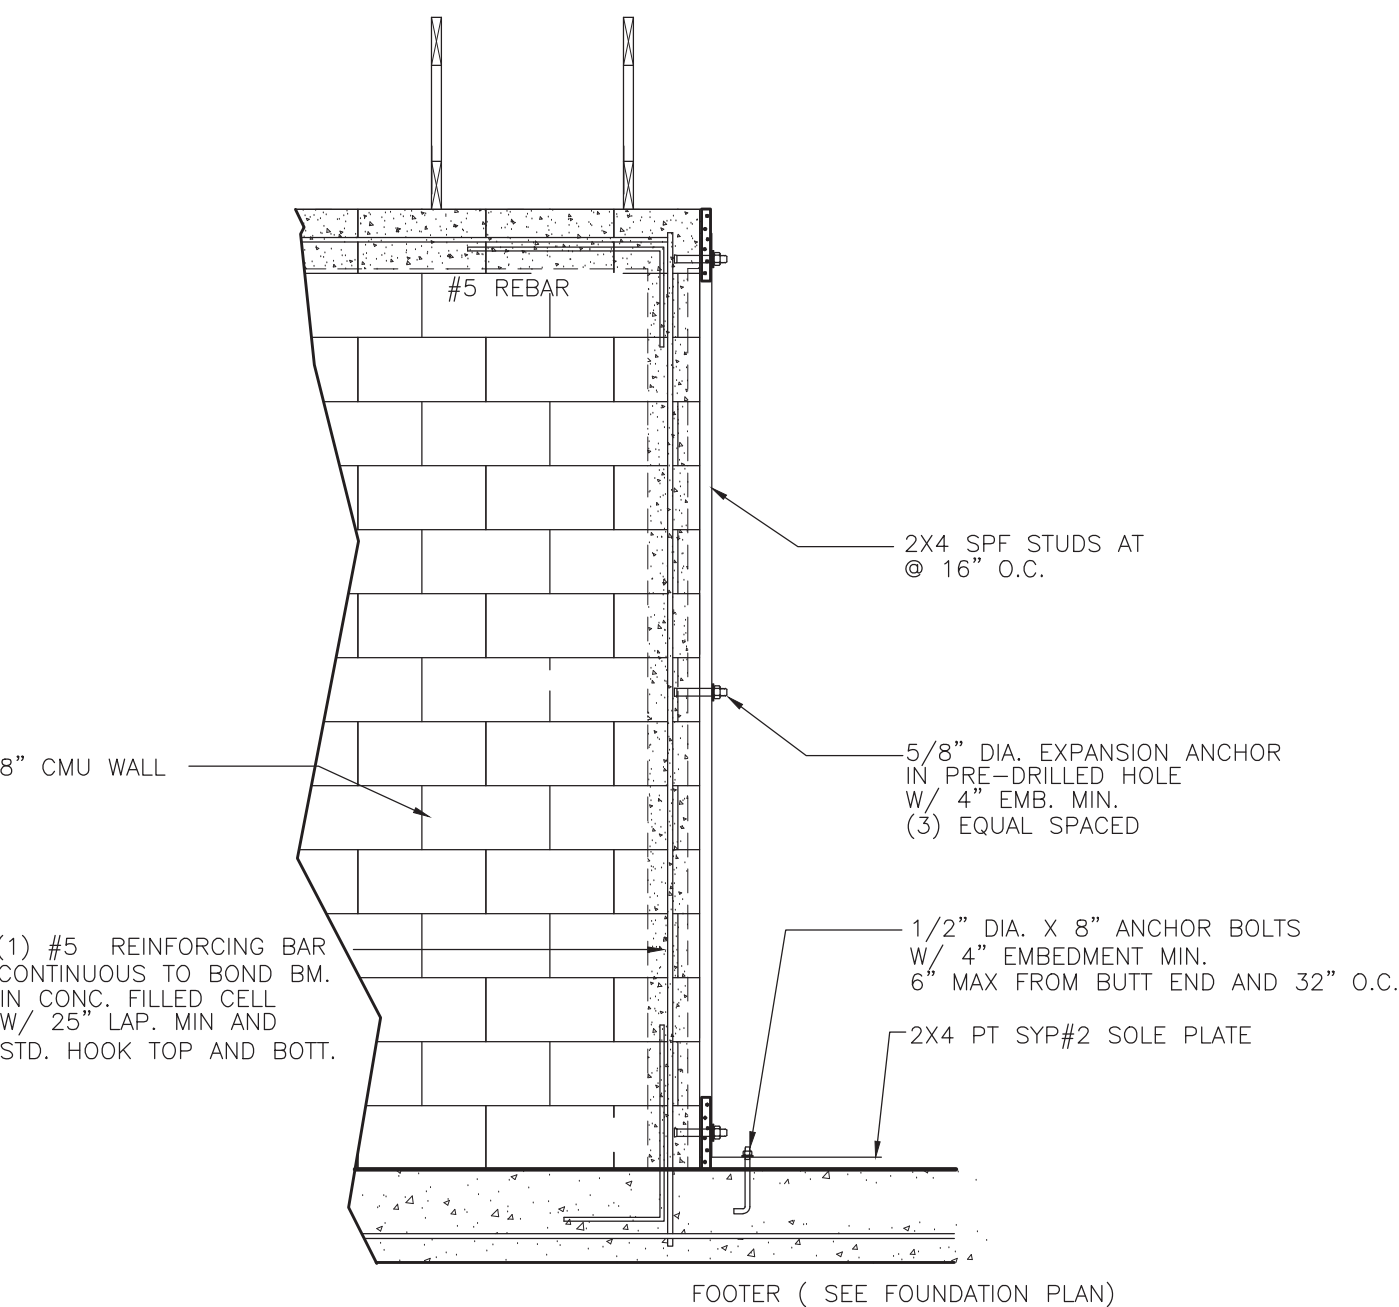 #5 REBAR
2X4 SPF STUDS AT
@ 16” O.C.
5/8” DIA. EXPANSION ANCHOR
IN PRE-DRILLED HOLE
W/ 4” EMB. MIN.
(3) EQUAL SPACED
8” CMU WALL
(1) #5 REINFORCING BAR
CONTINUOUS TO BOND BM.
IN CONC. FILLED CELL
W/ 25” LAP. MIN AND
STD. HOOK TOP AND BOTT.
1/2” DIA. X 8” ANCHOR BOLTS
W/ 4” EMBEDMENT MIN.
6” MAX FROM BUTT END AND 32” O.C.
2X4 PT SYP#2 SOLE PLATE
FOOTER ( SEE FOUNDATION PLAN)